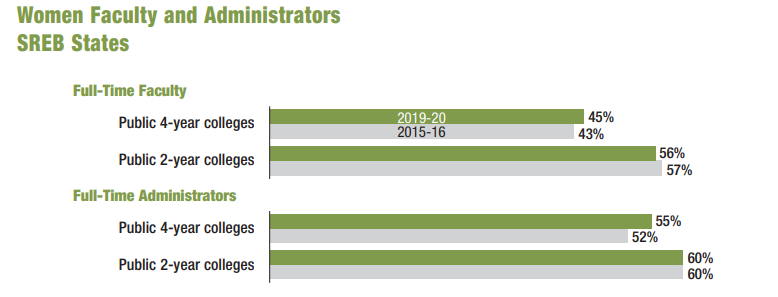 Women Faculty and Administrators
SREB States
Full-Time Faculty
Public 4-year colleges
2019-20
45%
2015-16
43%
Public 2-year colleges
56%
57%
Full-Time Administrators
Public 4-year colleges
55%
52%
Public 2-year colleges
60%
60%